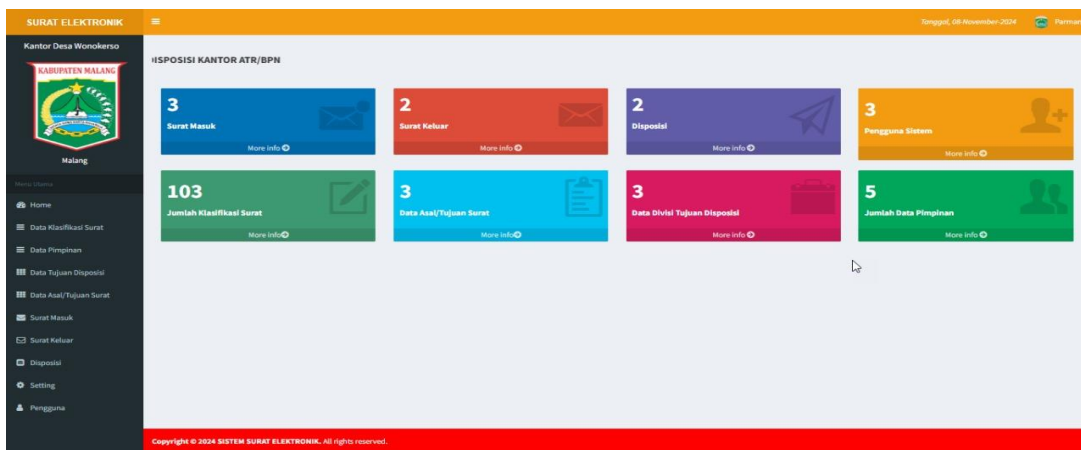 SURAT ELEKTRONIK
Tanggal, 08-November-2024
Kantor Desa Wonokerso
KABUPATEN MALANG
Malang
Menu Utama
Home
Data Klasifikasi Surat
Data Pimpinan
Data Tujuan Disposisi
Data Asal/Tujuan Surat
Surat Masuk
Surat Keluar
Disposisi
Setting
Pengguna
ISPOSISI KANTOR ATR/BPN
3
Surat Masuk
More info
2
Surat Keluar
More info
2
Disposisi
More info
3
Pengguna Sistem
More info
103
Jumlah Klasifikasi Surat
More info
3
Data Asal/Tujuan Surat
More info
3
Data Divisi Tujuan Disposisi
More info
5
Jumlah Data Pimpinan
More info
Copyright © 2024 SISTEM SURAT ELEKTRONIK. All rights reserved.